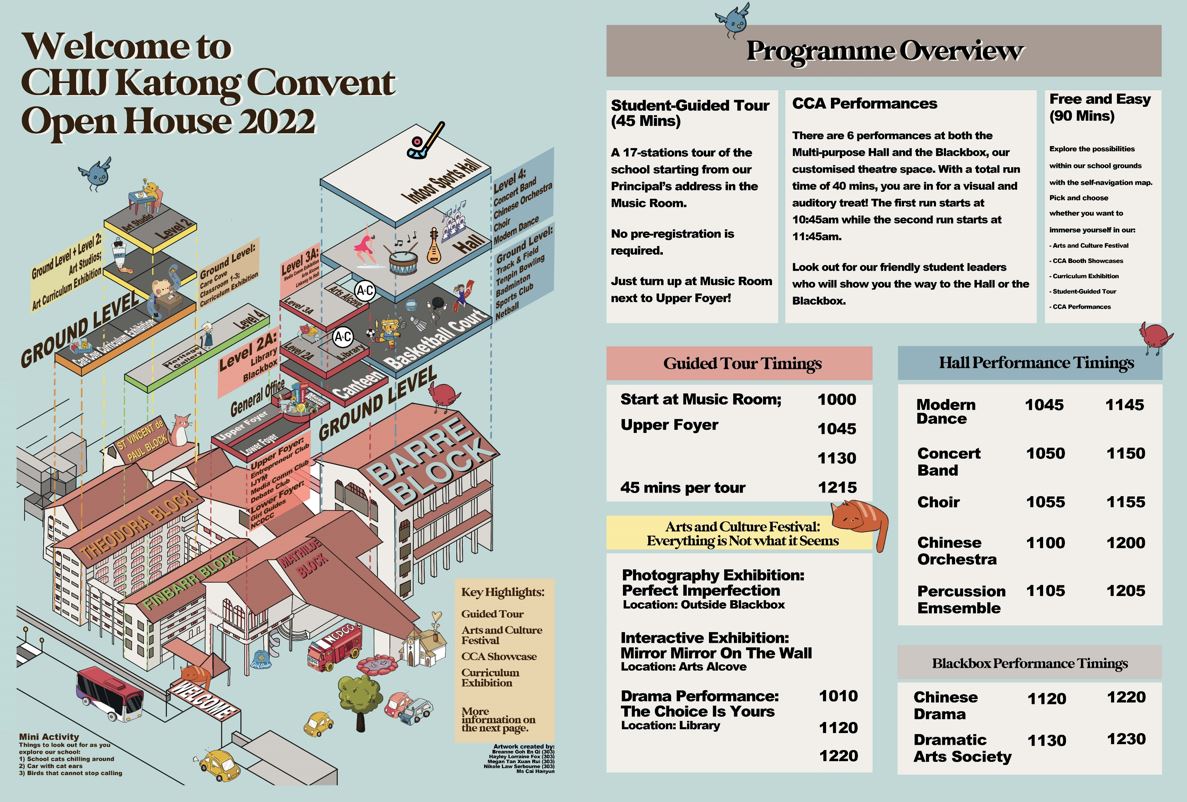 Welcome to
CHIJ Katong Convent
Open House 2022
Indoor Sports Hall
Level 4:
Concert Band
Chinese Orchestra
Choir
Modern Dance
Ground Level:
Track & Field
Tenpin Bowling
Badminton
Sports Club
Netball
Hall
Art Studio
Level 2
Ground Level + Level 2:
Art Studios;
Art Curriculum Exhibition
Ground Level:
Care Cove
Classroom 1-3:
Curriculum Exhibition
GROUND LEVEL
Care Cove Curriculum Exhibition
Level 3A:
Arts Alcove
Level 3A
A-C
A-C
Level 4
Heritage
Gallery
Level 2A:
Library
Blackbox
Level 2A
Library
Basketball Court
Canteen
GROUND LEVEL
General Office
Upper Foyer
Lower Foyer
Upper Foyer:
Entrepreneur Club
IJYM
Media Comm Club
Debate Club
Lower Foyer:
Girl Guides
NCDCC
ST VINCENT de
PAUL BLOCK
BARRE
BLOCK
THEODORA BLOCK
FINBARR BLOCK
MATHILDE
BLOCK
NCDCC
WELCOME
Key Highlights:
Guided Tour
Arts and Culture
Festival
CCA Showcase
Curriculum
Exhibition
More
information on
the next page.
Mini Activity
Things to look out for as you
explore our school:
1) School cats chilling around
2) Car with cat ears
3) Birds that cannot stop calling
Artwork created by:
Breanne Goh En Qi (303)
Hayley Lorraine Fox (303)
Megan Tan Xuan Rui (303)
Nikole Law Serbourne (303)
Ms Cai Hanyun
Programme Overview
Student-Guided Tour
(45 Mins)
A 17-stations tour of the
school starting from our
Principal's address in the
Music Room.
No pre-registration is
required.
Just turn up at Music Room
next to Upper Foyer!
CCA Performances
There are 6 performances at both the
Multi-purpose Hall and the Blackbox, our
customised theatre space. With a total run
time of 40 mins, you are in for a visual and
auditory treat! The first run starts at
10:45am while the second run starts at
11:45am.
Look out for our friendly student leaders
who will show you the way to the Hall or the
Blackbox.
Free and Easy
(90 Mins)
Explore the possibilities
within our school grounds
with the self-navigation map.
Pick and choose
whether you want to
immerse yourself in our:
- Arts and Culture Festival
- CCA Booth Showcases
- Curriculum Exhibition
- Student-Guided Tour
- CCA Performances
Guided Tour Timings
Start at Music Room; 1000
Upper Foyer 1045
1130
45 mins per tour 1215
Arts and Culture Festival:
Everything is Not what it Seems
Photography Exhibition:
Perfect Imperfection
Location: Outside Blackbox
Interactive Exhibition:
Mirror Mirror On The Wall
Location: Arts Alcove
Drama Performance: 1010
The Choice Is Yours
Location: Library 1120
1220
Hall Performance Timings
Modern 1045 1145
Dance
Concert 1050 1150
Band
Choir 1055 1155
Chinese 1100 1200
Orchestra
Percussion 1105 1205
Emsemble
Blackbox Performance Timings
Chinese 1120 1220
Drama
Dramatic 1130 1230
Arts Society